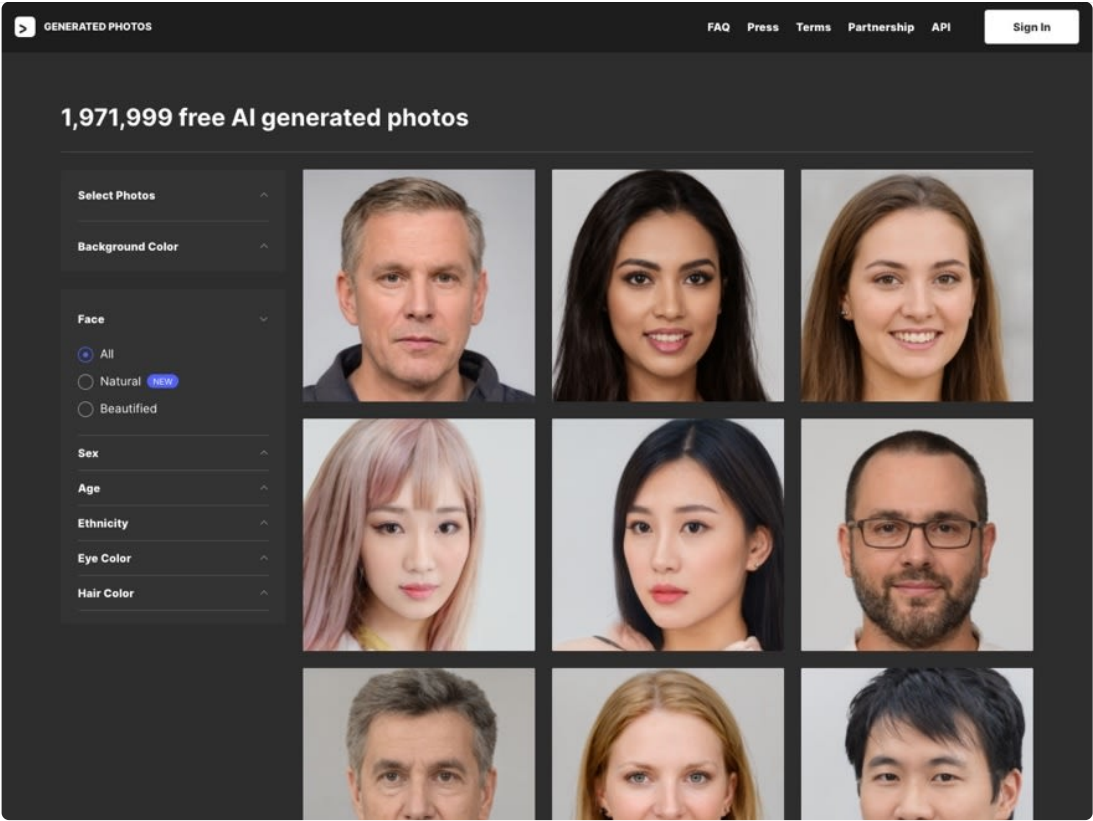 GENERATED PHOTOS
FAQ Press Terms Partnership API Sign In
1,971,999 free AI generated photos
Select Photos
Background Color
Face
All
Natural NEW
Beautified
Sex
Age
Ethnicity
Eye Color
Hair Color